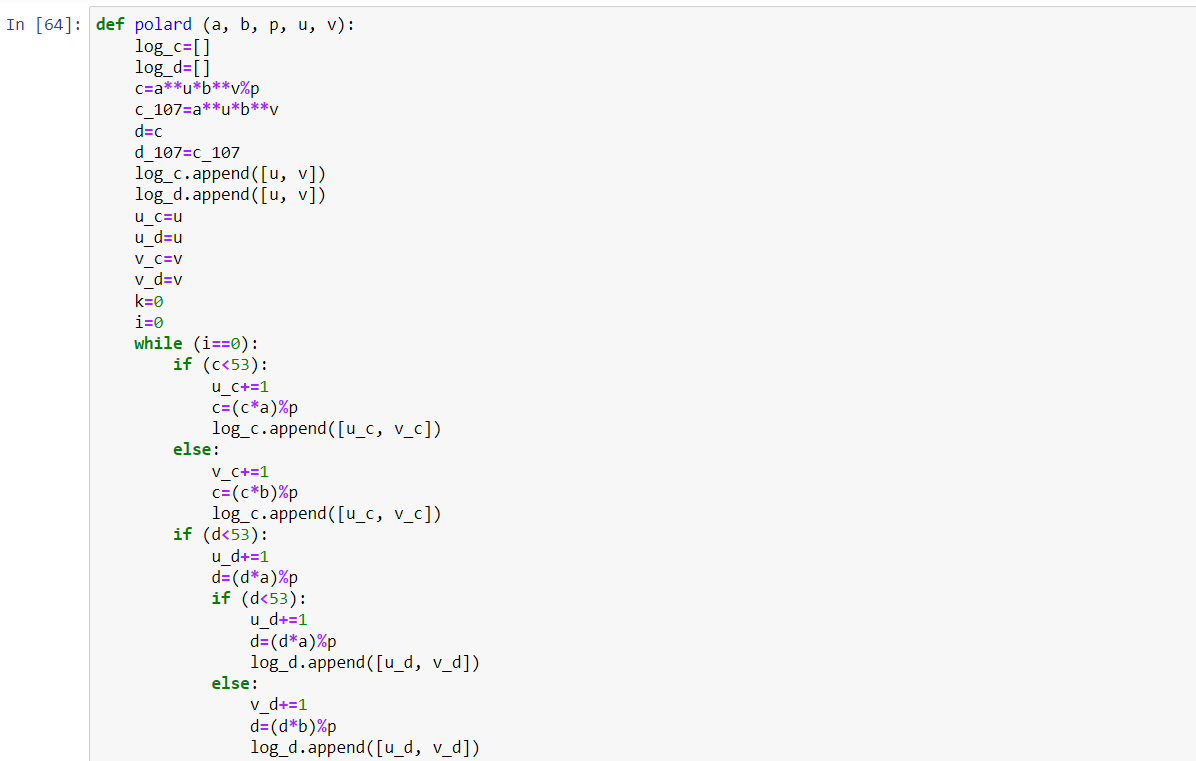 In [64]: def polard (a, b, p, u, v):
    log_c=[]
    log_d=[]
    c=a**u*b**v%p
    c_107=a**u*b**v
    d=c
    d_107=c_107
    log_c.append([u, v])
    log_d.append([u, v])
    u_c=u
    u_d=u
    v_c=v
    v_d=v
    k=0
    i=0
    while (i==0):
        if (c<53):
            u_c+=1
            c=(c*a)%p
            log_c.append([u_c, v_c])
        else:
            v_c+=1
            c=(c*b)%p
            log_c.append([u_c, v_c])
        if (d<53):
            u_d+=1
            d=(d*a)%p
            if (d<53):
                u_d+=1
                d=(d*a)%p
                log_d.append([u_d, v_d])
            else:
                v_d+=1
                d=(d*b)%p
                log_d.append([u_d, v_d])